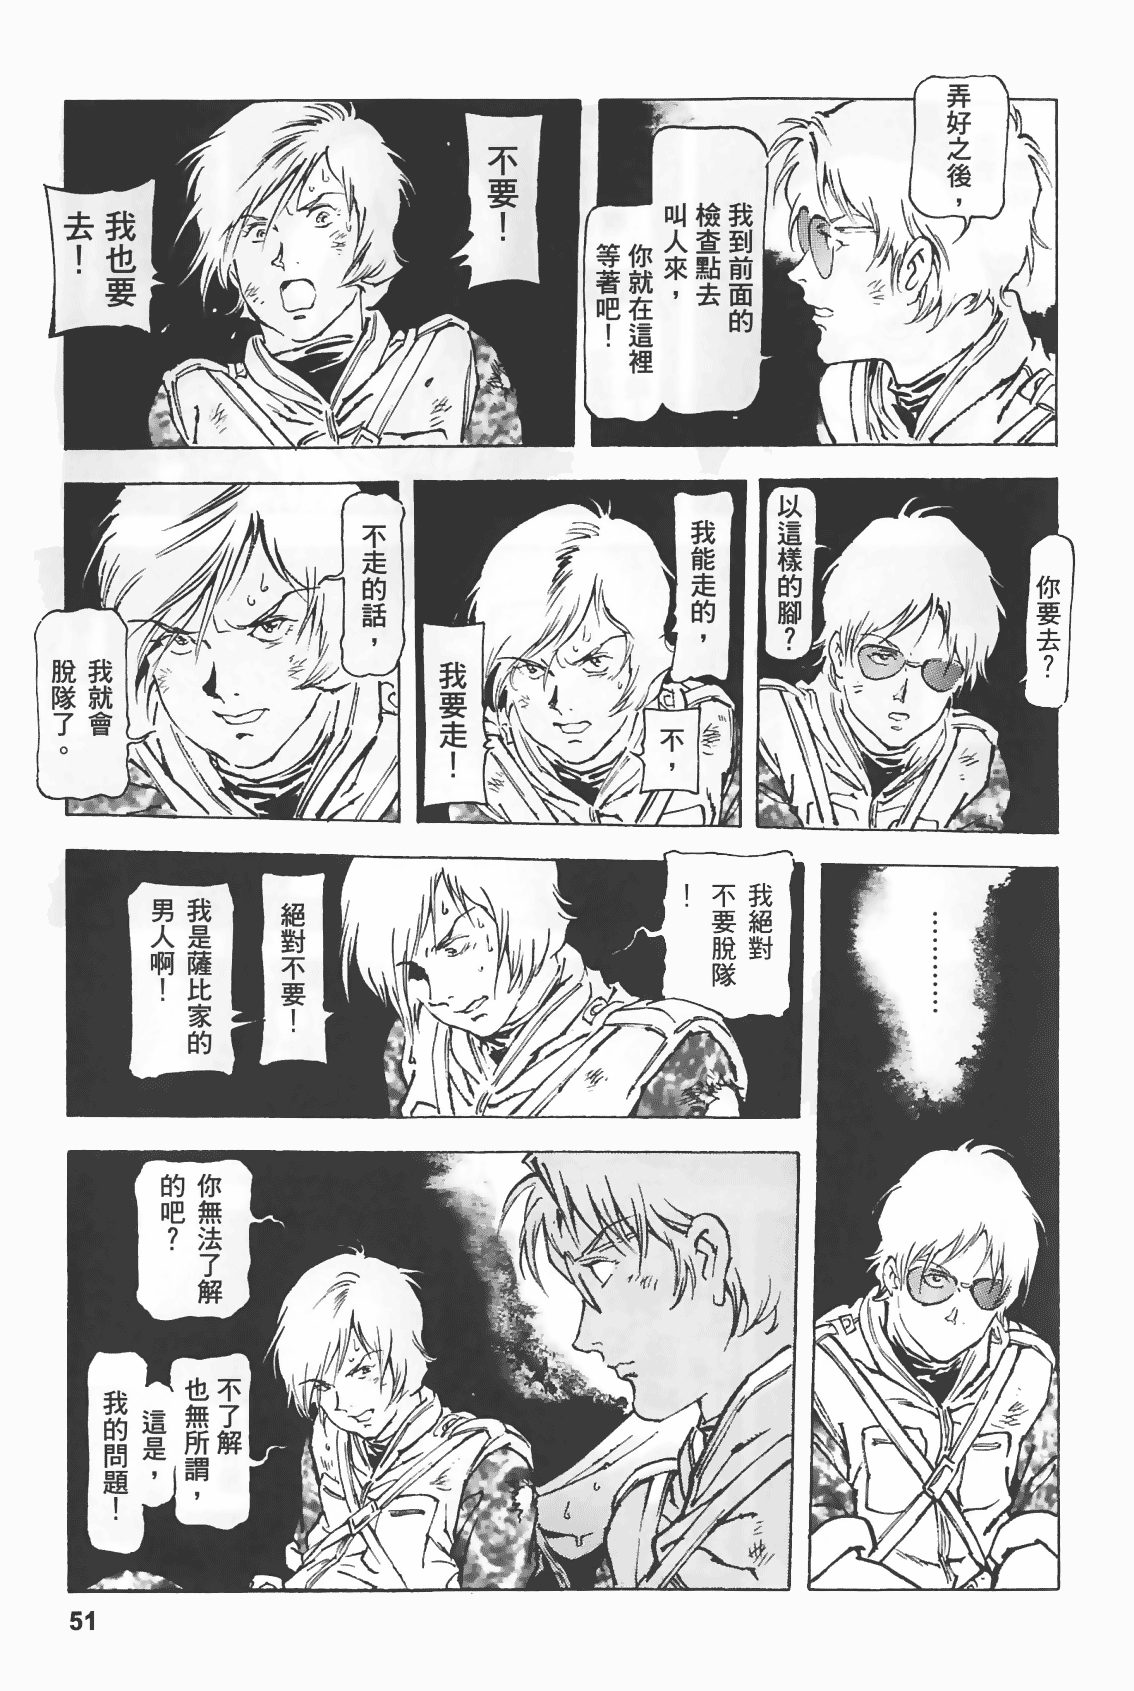 弄好之後，
我到前面的
檢查點去
叫人來，
你就在這裡
等著吧！
不要！
我也要
去！
你要去？
以這樣的腳？
我能走的，
不，
我要走！
不走的話，
我就會
脫隊了。
…………
我絕對
不要脫隊
！
絕對不要！
我是薩比家的
男人啊！
你無法了解
的吧？
不了解
也無所謂，
這是，
我的問題！
51